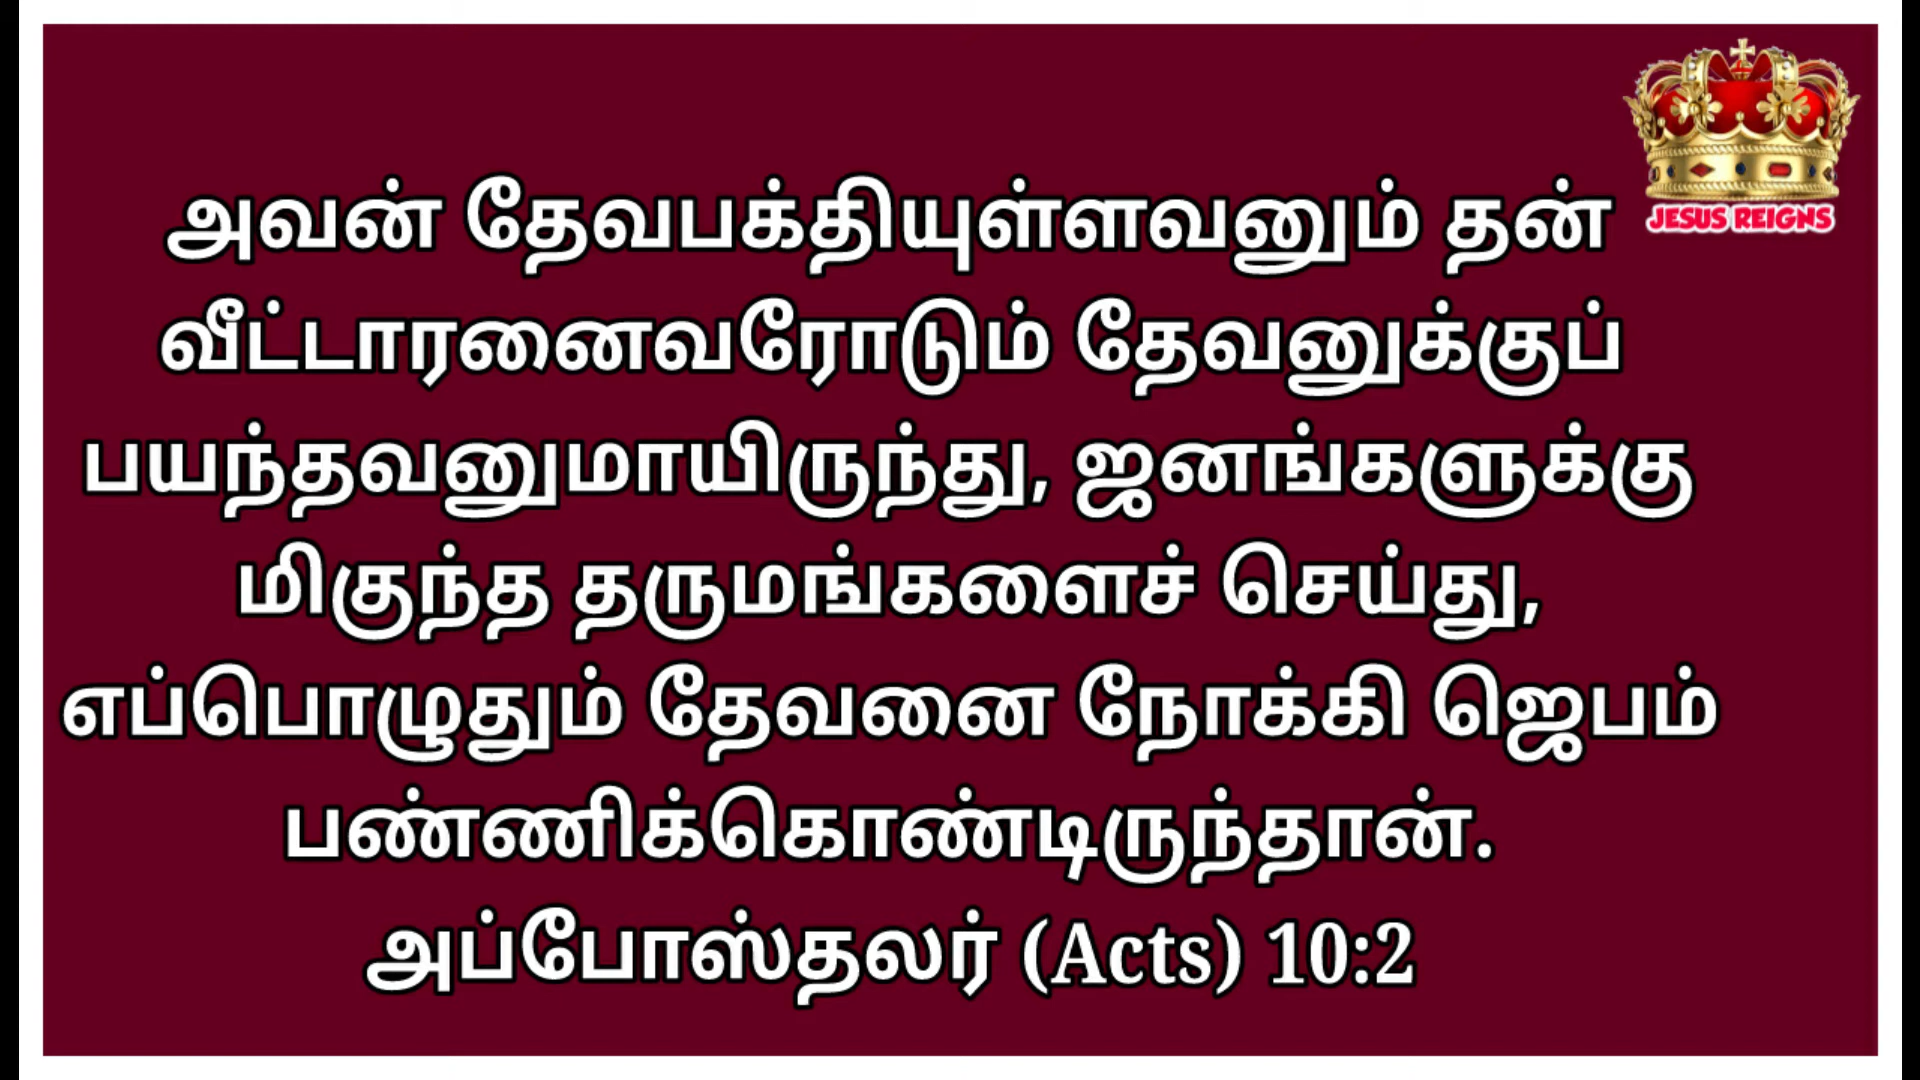 JESUS REIGNS
அவன் தேவபக்தியுள்ளவனும் தன்
வீட்டாரனைவரோடும் தேவனுக்குப்
பயந்தவனுமாயிருந்து, ஜனங்களுக்கு
மிகுந்த தருமங்களைச் செய்து,
எப்பொழுதும் தேவனை நோக்கி ஜெபம்
பண்ணிக்கொண்டிருந்தான்.
அப்போஸ்தலர் (Acts) 10:2